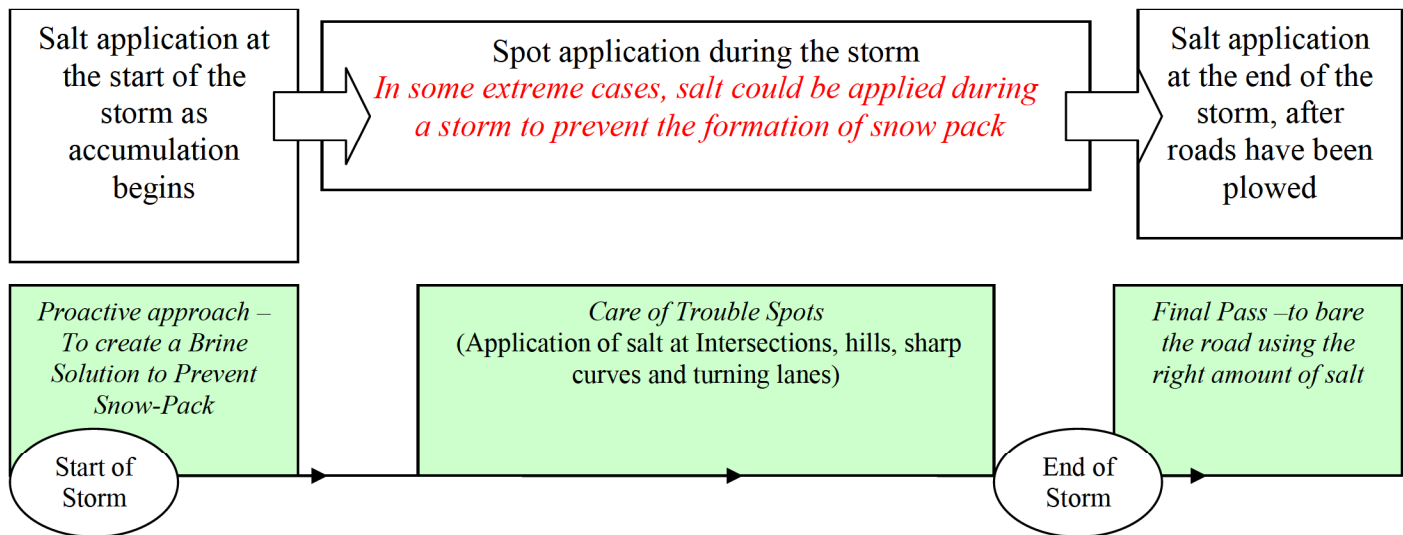 Salt application at
the start of the
storm as
accumulation
begins
Spot application during the storm
In some extreme cases, salt could be applied during
a storm to prevent the formation of snow pack
Salt application
at the end of the
storm, after
roads have been
plowed
Proactive approach –
To create a Brine
Solution to Prevent
Snow-Pack
Care of Trouble Spots
(Application of salt at Intersections, hills, sharp
curves and turning lanes)
Final Pass –to bare
the road using the
right amount of salt
Start of
Storm
End of
Storm